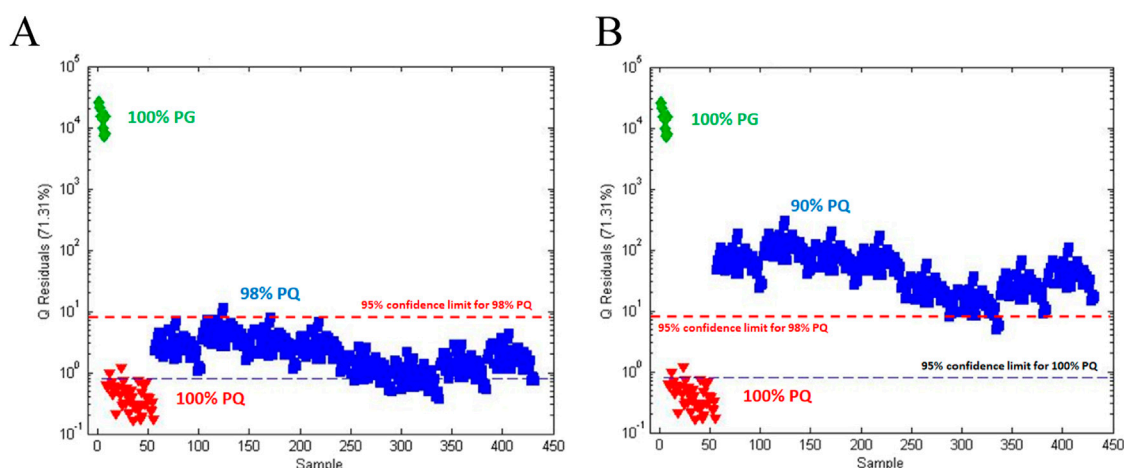 A
10^5
10^4
10^3
10^2
10^1
10^0
10^-1
Q Residuals (71.31%)
100% PG
98% PQ
95% confidence limit for 98% PQ
100% PQ
0 50 100 150 200 250 300 350 400 450
Sample
B
10^5
10^4
10^3
10^2
10^1
10^0
10^-1
Q Residuals (71.31%)
100% PG
90% PQ
95% confidence limit for 98% PQ
95% confidence limit for 100% PQ
100% PQ
0 50 100 150 200 250 300 350 400 450
Sample